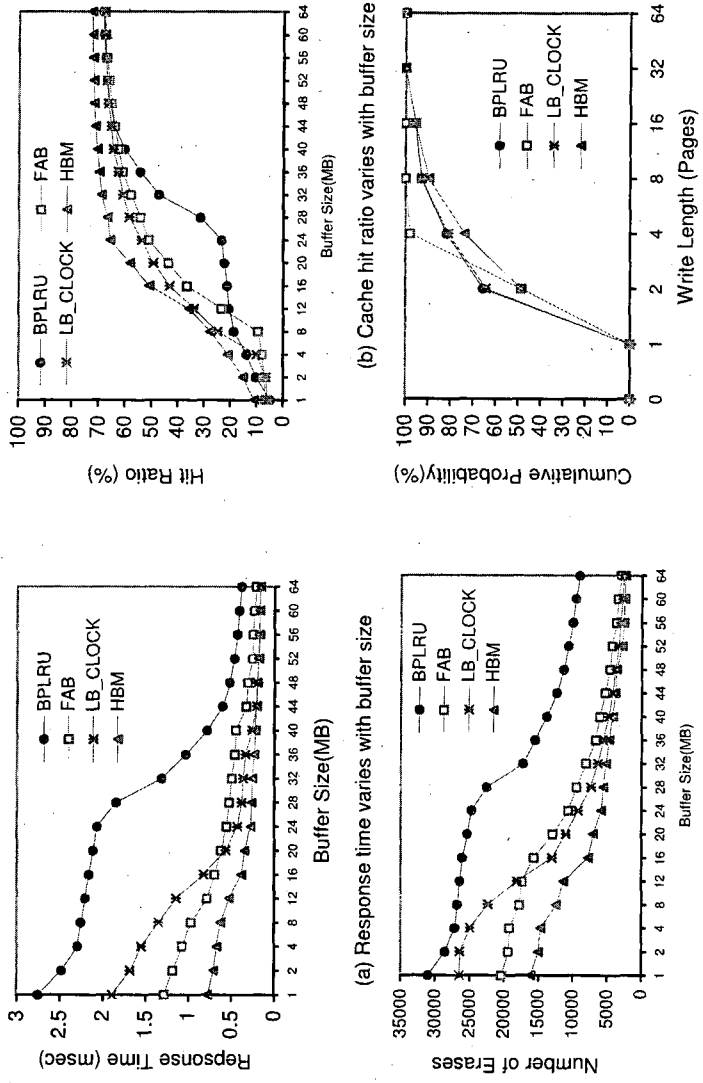 3
2.5
2
1.5
1
0.5
0
Repsonse Time (msec)
BPLRU
FAB
LB_CLOCK
HBM
1 2 4 8 12 16 20 24 28 32 36 40 44 48 52 56 60 64
Buffer Size(MB)
(a) Response time varies with buffer size
100
90
80
70
60
50
40
30
20
10
0
Hit Ratio (%)
BPLRU FAB
LB_CLOCK HBM
1 2 4 8 12 16 20 24 28 32 36 40 44 48 52 56 60 64
Buffer Size(MB)
(b) Cache hit ratio varies with buffer size
35000
30000
25000
20000
15000
10000
5000
0
Number of Erases
BPLRU
FAB
LB_CLOCK
HBM
1 2 4 8 12 16 20 24 28 32 36 40 44 48 52 56 60 64
Buffer Size(MB)
100
90
80
70
60
50
40
30
20
10
0
Cumulative Probability(%)
BPLRU
FAB
LB_CLOCK
HBM
0 1 2 4 8 16 32 64
Write Length (Pages)